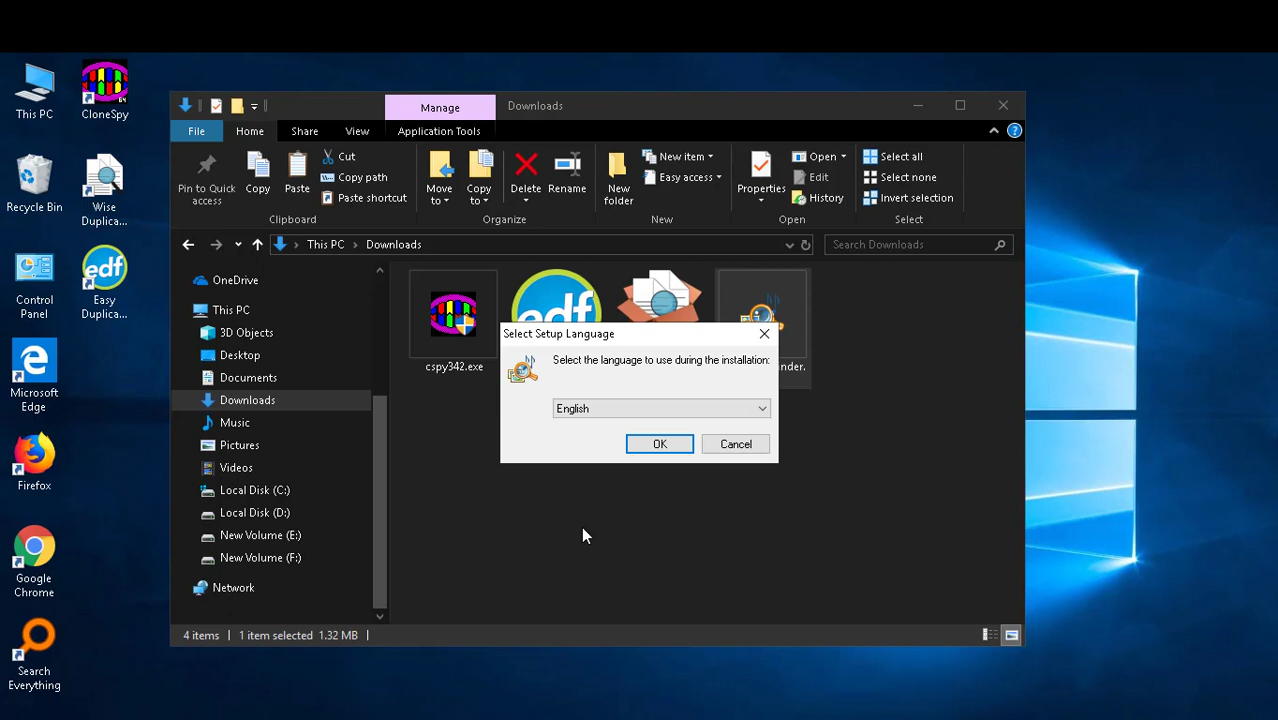 This PC
CloneSpy
64
Recycle Bin
Wise
Duplica...
Control
Panel
edf
Easy
Duplica...
Microsoft
Edge
Firefox
Google
Chrome
Search
Everything
Manage
Downloads
File
Home
Share
View
Application Tools
Pin to Quick
access
Copy
Paste
Cut
Copy path
Paste shortcut
Clipboard
Move
to
Copy
to
Delete
Rename
Organize
New
folder
New item
Easy access
New
Properties
Open
Edit
History
Open
Select all
Select none
Invert selection
Select
This PC
Downloads
Search Downloads
OneDrive
This PC
3D Objects
Desktop
Documents
Downloads
Music
Pictures
Videos
Local Disk (C:)
Local Disk (D:)
New Volume (E:)
New Volume (F:)
Network
cspy342.exe
edf
inder.
Select Setup Language
Select the language to use during the installation:
English
OK
Cancel
4 items
1 item selected 1.32 MB